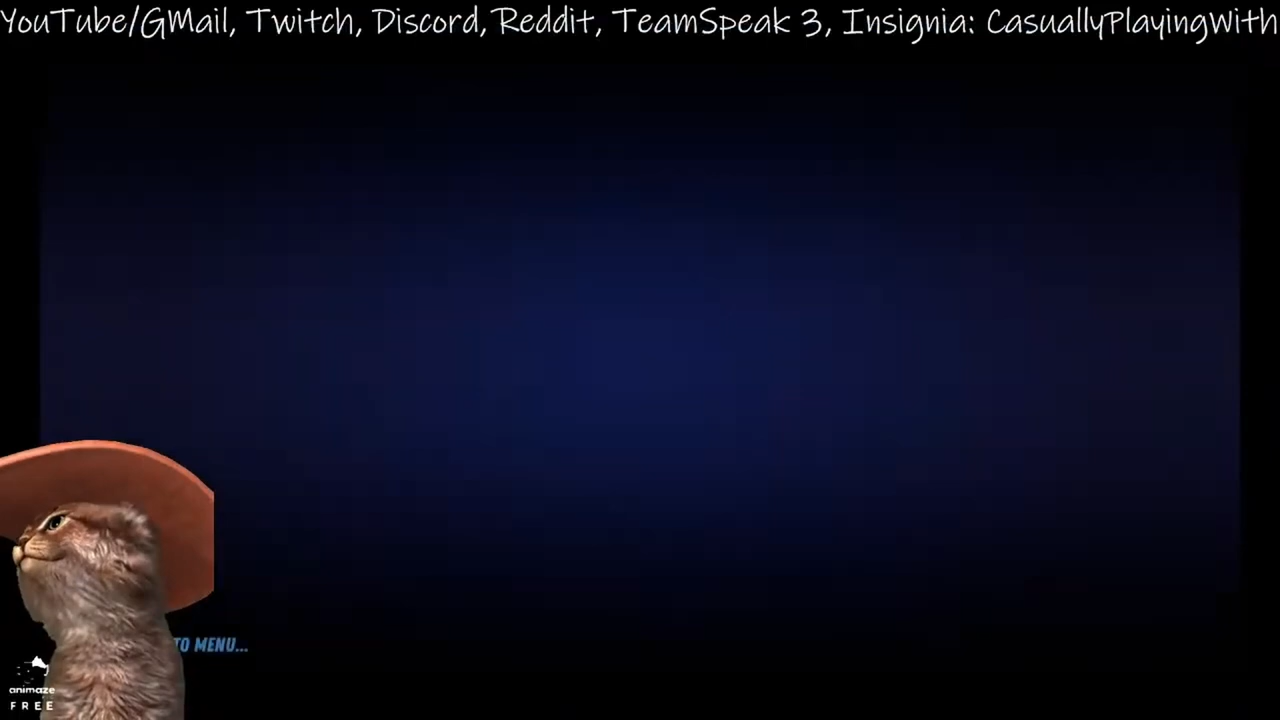 YouTube/GMail, Twitch, Discord, Reddit, TeamSpeak 3, Insignia: CasuallyPlayingWith
TO MENU...
animaze
FREE